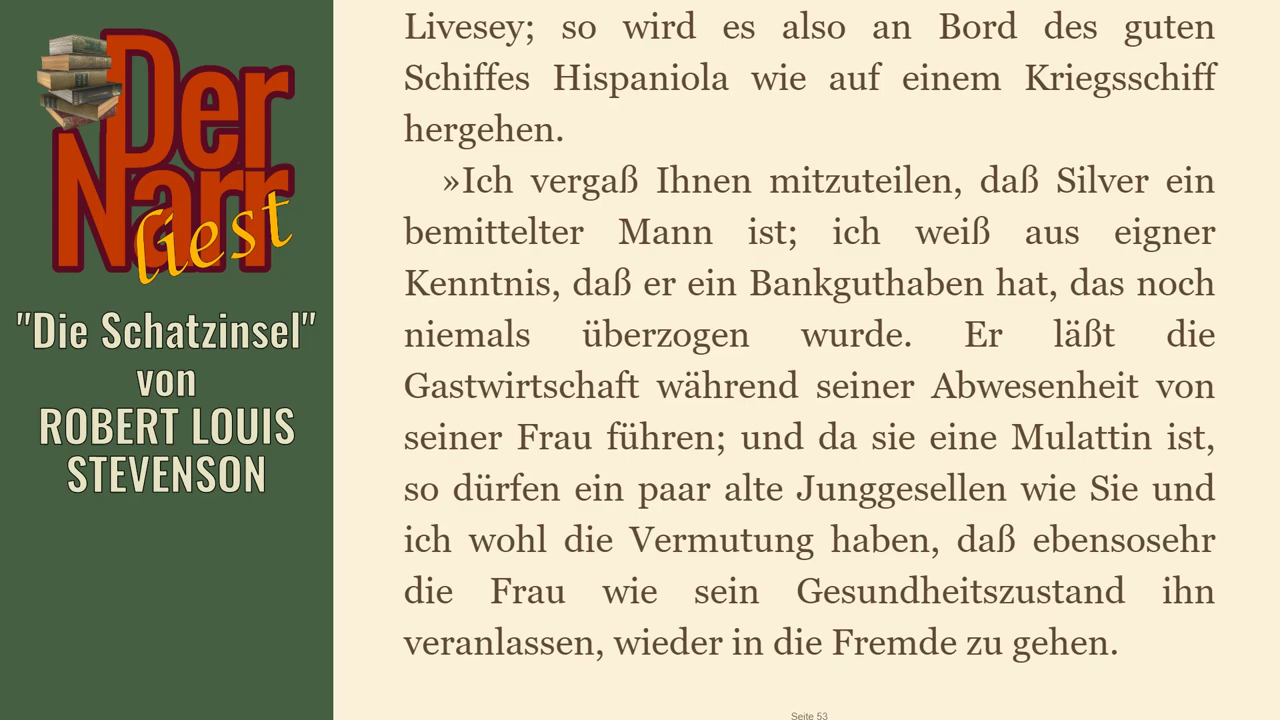 Der
Narr
liest
"Die Schatzinsel"
von
ROBERT LOUIS
STEVENSON
Livesey; so wird es also an Bord des guten
Schiffes Hispaniola wie auf einem Kriegsschiff
hergehen.
»Ich vergaß Ihnen mitzuteilen, daß Silver ein
bemittelter Mann ist; ich weiß aus eigner
Kenntnis, daß er ein Bankguthaben hat, das noch
niemals überzogen wurde. Er läßt die
Gastwirtschaft während seiner Abwesenheit von
seiner Frau führen; und da sie eine Mulattin ist,
so dürfen ein paar alte Junggesellen wie Sie und
ich wohl die Vermutung haben, daß ebensosehr
die Frau wie sein Gesundheitszustand ihn
veranlassen, wieder in die Fremde zu gehen.
Seite 53